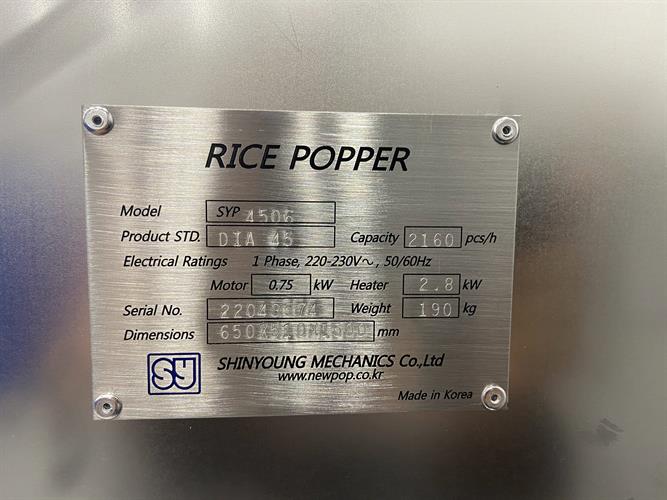 RICE POPPER
Model SYP 4506
Product STD. DIA 45 Capacity 2160 pcs/h
Electrical Ratings 1 Phase, 220-230V∼, 50/60Hz
Motor 0.75 kW Heater 2.8 kW
Serial No. Weight 190 kg
Dimensions mm
SY SHINYOUNG MECHANICS Co.,Ltd
www.newpop.co.kr
Made in Korea